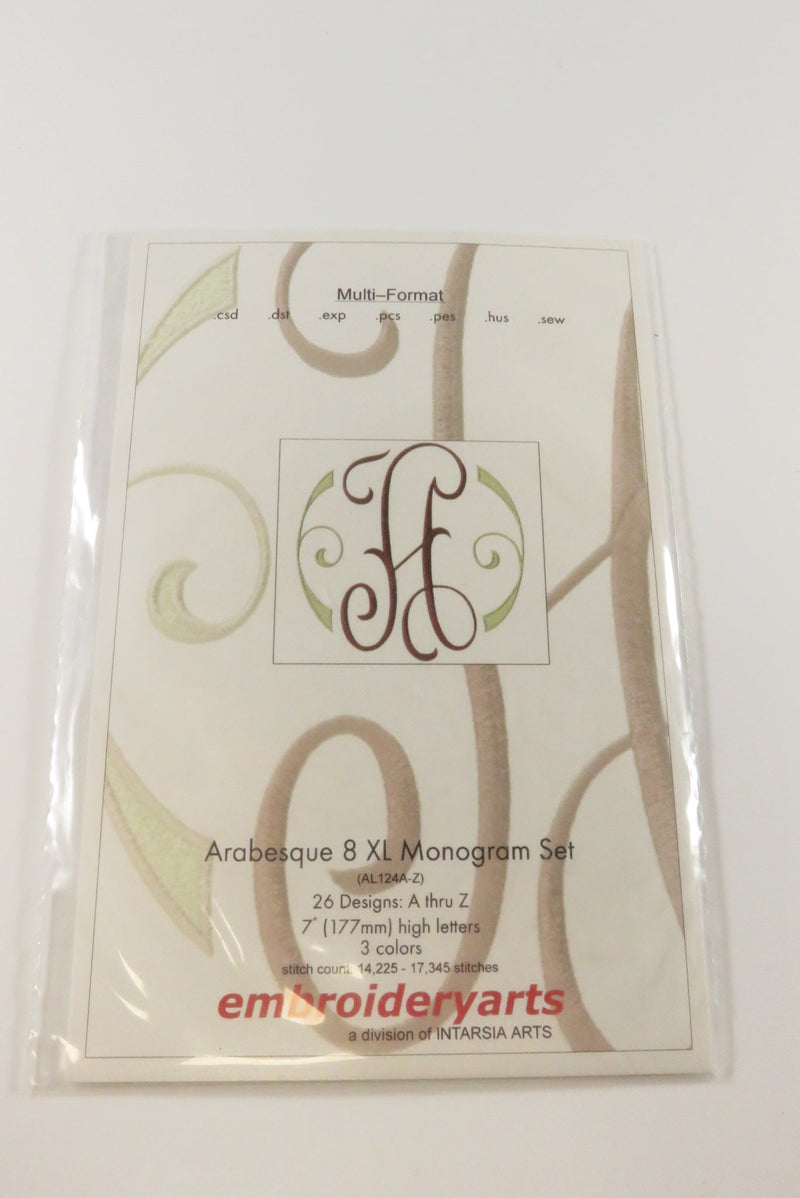 Multi–Format
.csd .dst .exp .pcs .pes .hus .sew
H
Arabesque 8 XL Monogram Set
(AL124A-Z)
26 Designs: A thru Z
7" (177mm) high letters
3 colors
stitch count: 14,225 - 17,345 stitches
embroideryarts
a division of INTARSIA ARTS